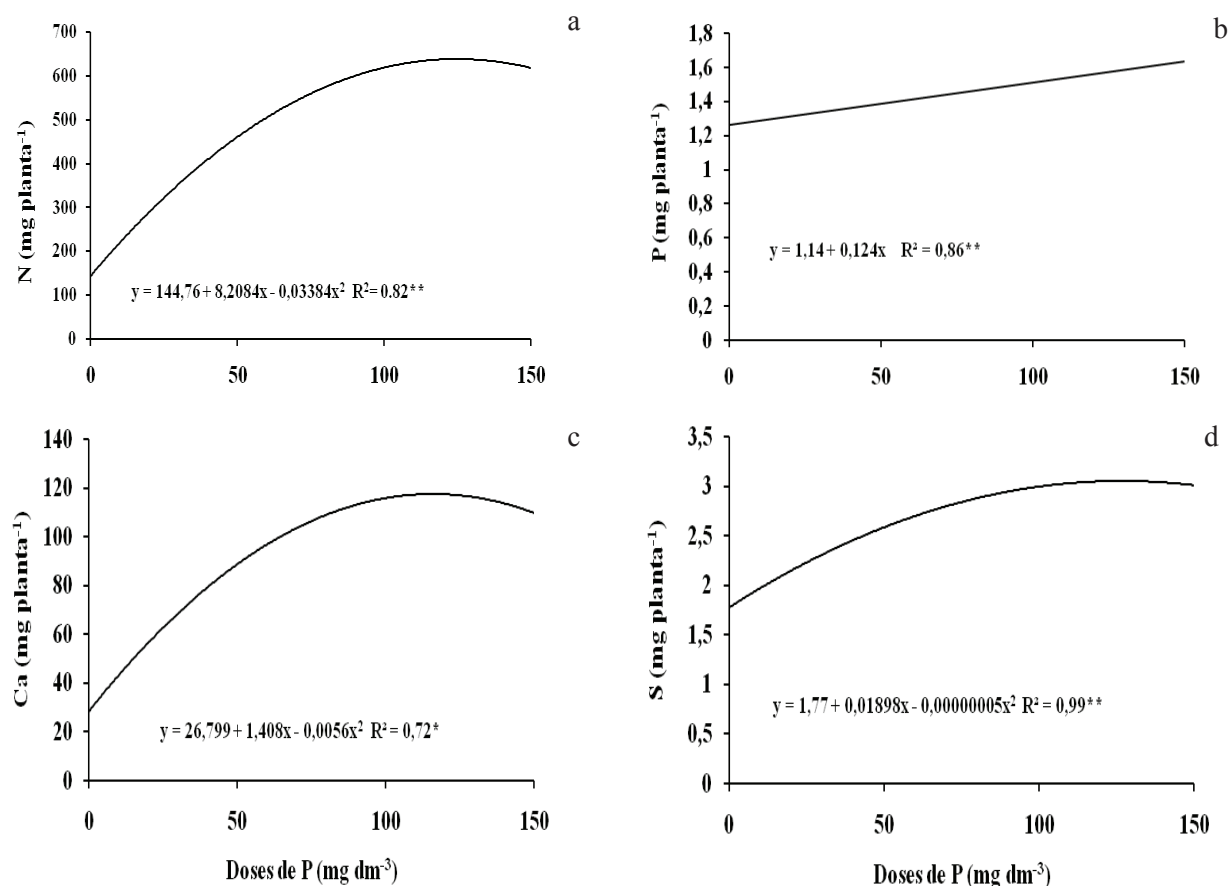 a
700
600
500
400
300
200
100
0
N (mg planta⁻¹)
y = 144,76 + 8,2084x - 0,03384x² R²= 0.82**
0 50 100 150
b
1,8
1,6
1,4
1,2
1
0,8
0,6
0,4
0,2
0
P (mg planta⁻¹)
y = 1,14 + 0,124x R² = 0,86**
0 50 100 150
c
140
120
100
80
60
40
20
0
Ca (mg planta⁻¹)
y = 26,799 + 1,408x - 0,0056x² R² = 0,72*
0 50 100 150
Doses de P (mg dm⁻³)
d
3,5
3
2,5
2
1,5
1
0,5
0
S (mg planta⁻¹)
y = 1,77 + 0,01898x - 0,00000005x² R² = 0,99**
0 50 100 150
Doses de P (mg dm⁻³)